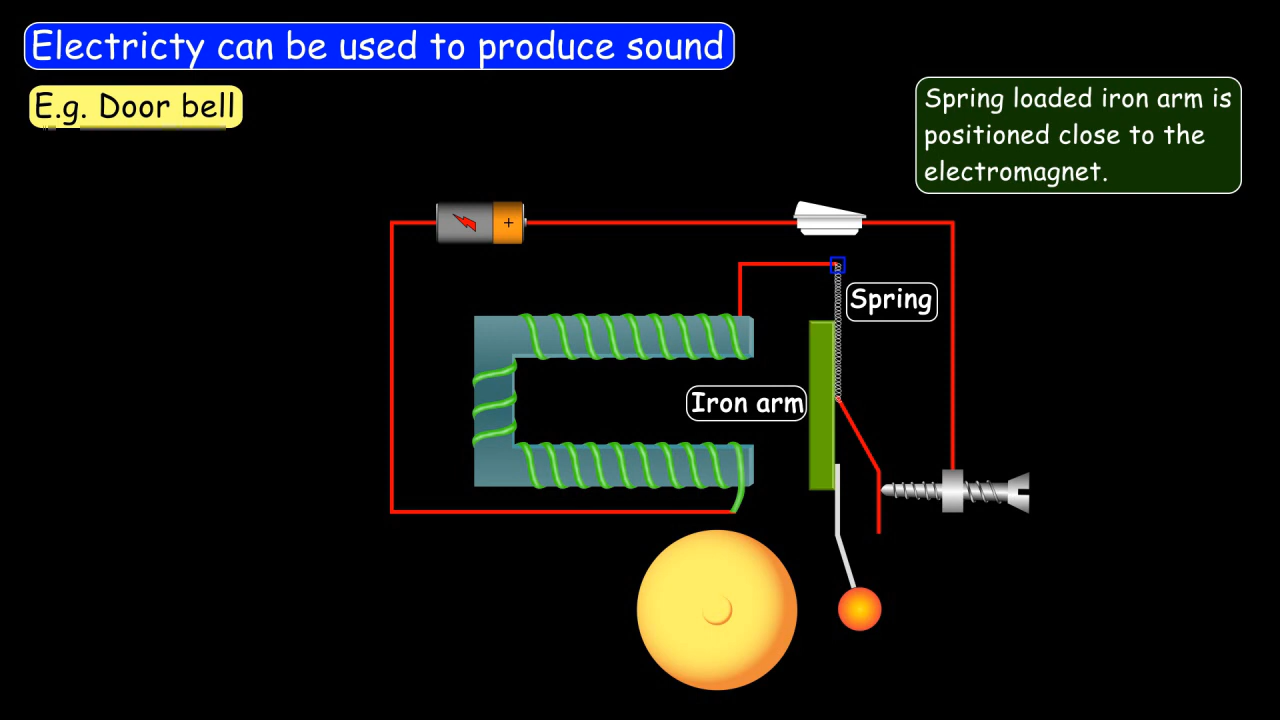 Electricty can be used to produce sound
E.g. Door bell
Spring loaded iron arm is
positioned close to the
electromagnet.
+
Spring
Iron arm